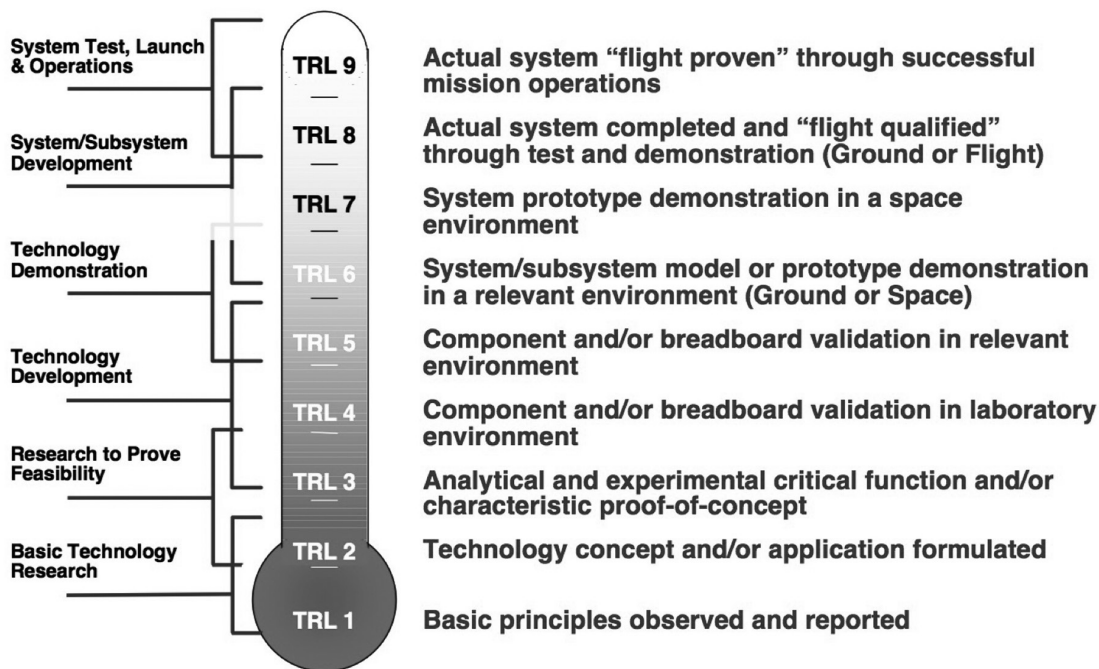 System Test, Launch
& Operations
System/Subsystem
Development
Technology
Demonstration
Technology
Development
Research to Prove
Feasibility
Basic Technology
Research
TRL 9
TRL 8
TRL 7
TRL 6
TRL 5
TRL 4
TRL 3
TRL 2
TRL 1
Actual system “flight proven” through successful
mission operations
Actual system completed and “flight qualified”
through test and demonstration (Ground or Flight)
System prototype demonstration in a space
environment
System/subsystem model or prototype demonstration
in a relevant environment (Ground or Space)
Component and/or breadboard validation in relevant
environment
Component and/or breadboard validation in laboratory
environment
Analytical and experimental critical function and/or
characteristic proof-of-concept
Technology concept and/or application formulated
Basic principles observed and reported